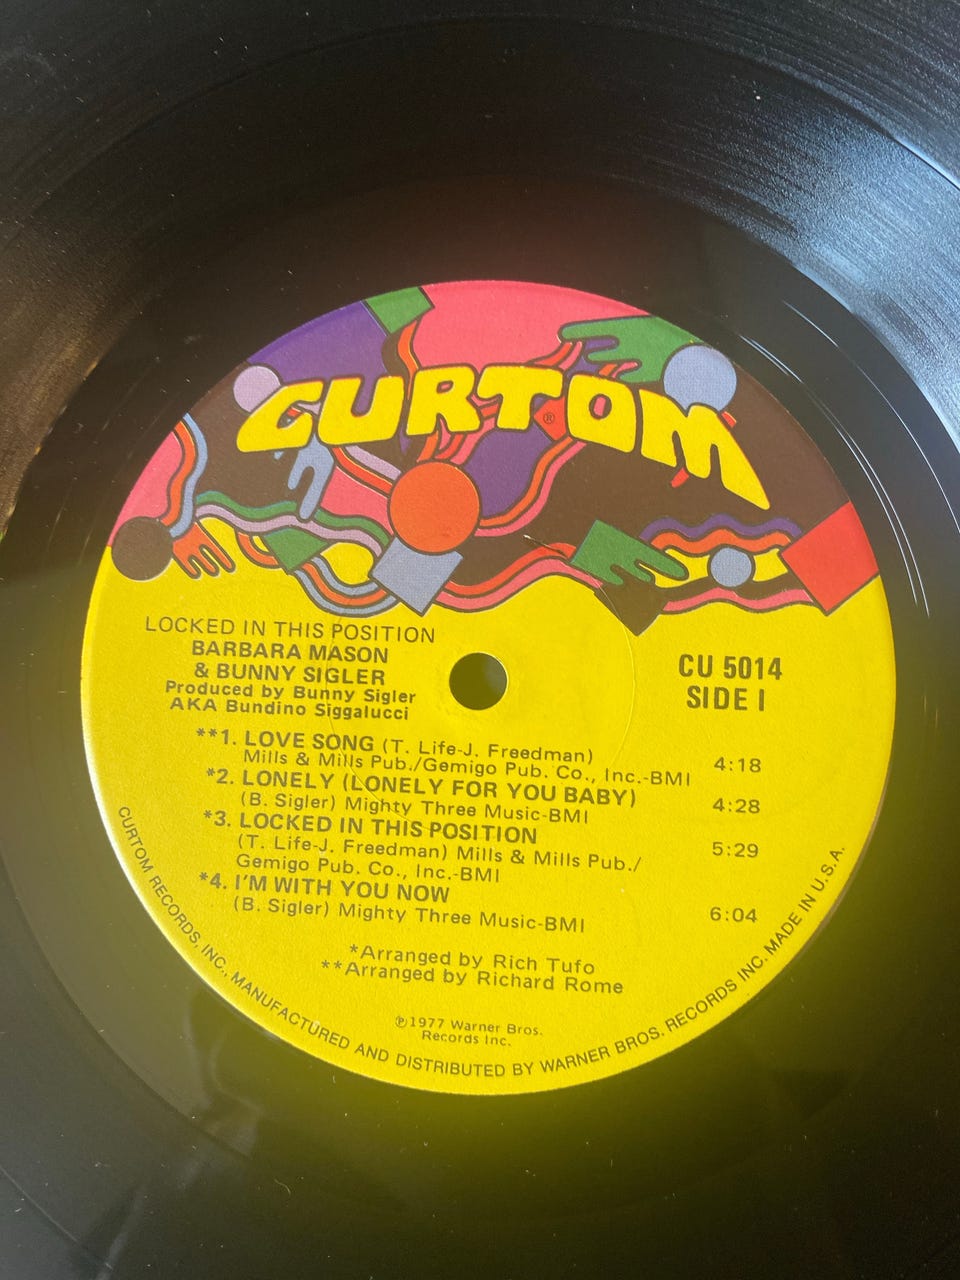 CURTOM
®
LOCKED IN THIS POSITION
BARBARA MASON
& BUNNY SIGLER
Produced by Bunny Sigler
AKA Bundino Siggalucci
CU 5014
SIDE I
**1. LOVE SONG (T. Life-J. Freedman)
Mills & Mills Pub./Gemigo Pub. Co., Inc.-BMI 4:18
*2. LONELY (LONELY FOR YOU BABY)
(B. Sigler) Mighty Three Music-BMI 4:28
*3. LOCKED IN THIS POSITION
(T. Life-J. Freedman) Mills & Mills Pub./ 5:29
Gemigo Pub. Co., Inc.-BMI
*4. I'M WITH YOU NOW
(B. Sigler) Mighty Three Music-BMI 6:04
*Arranged by Rich Tufo
**Arranged by Richard Rome
℗1977 Warner Bros.
Records Inc.
CURTOM RECORDS, INC., MANUFACTURED AND DISTRIBUTED BY WARNER BROS. RECORDS INC. MADE IN U.S.A.